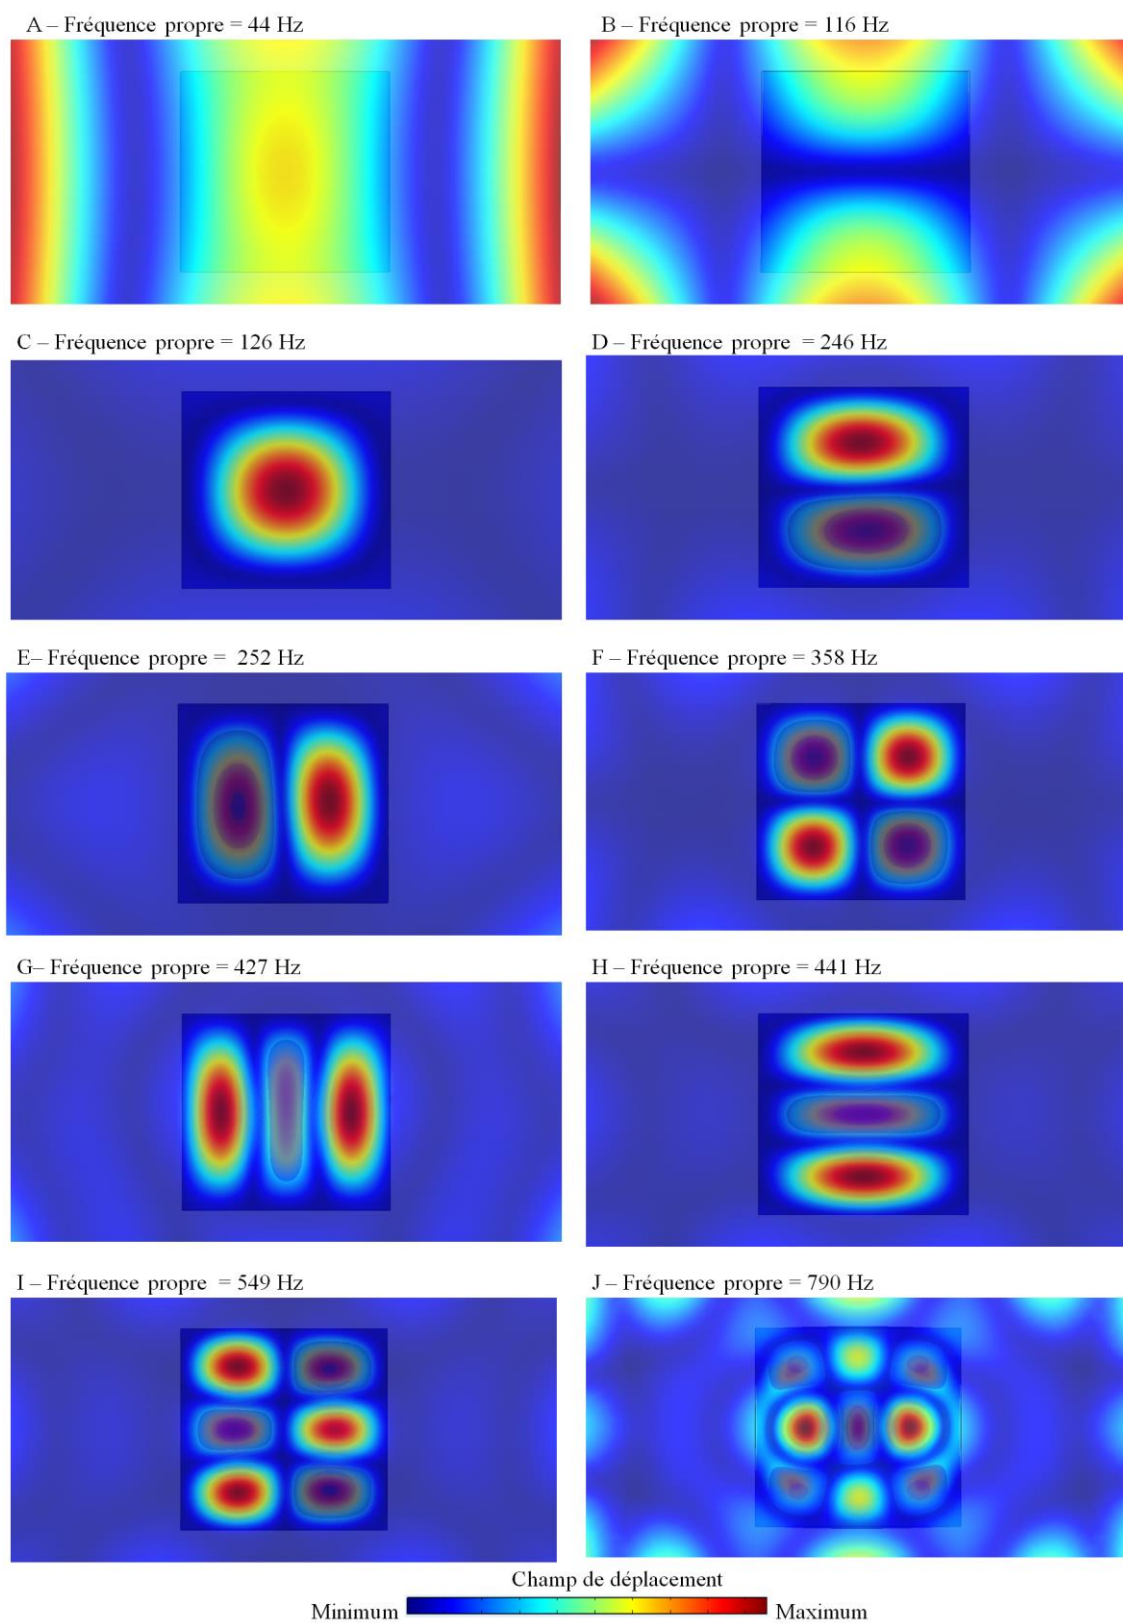 A – Fréquence propre = 44 Hz
B – Fréquence propre = 116 Hz
C – Fréquence propre = 126 Hz
D – Fréquence propre = 246 Hz
E– Fréquence propre = 252 Hz
F – Fréquence propre = 358 Hz
G– Fréquence propre = 427 Hz
H – Fréquence propre = 441 Hz
I – Fréquence propre = 549 Hz
J – Fréquence propre = 790 Hz
Champ de déplacement
Minimum Maximum